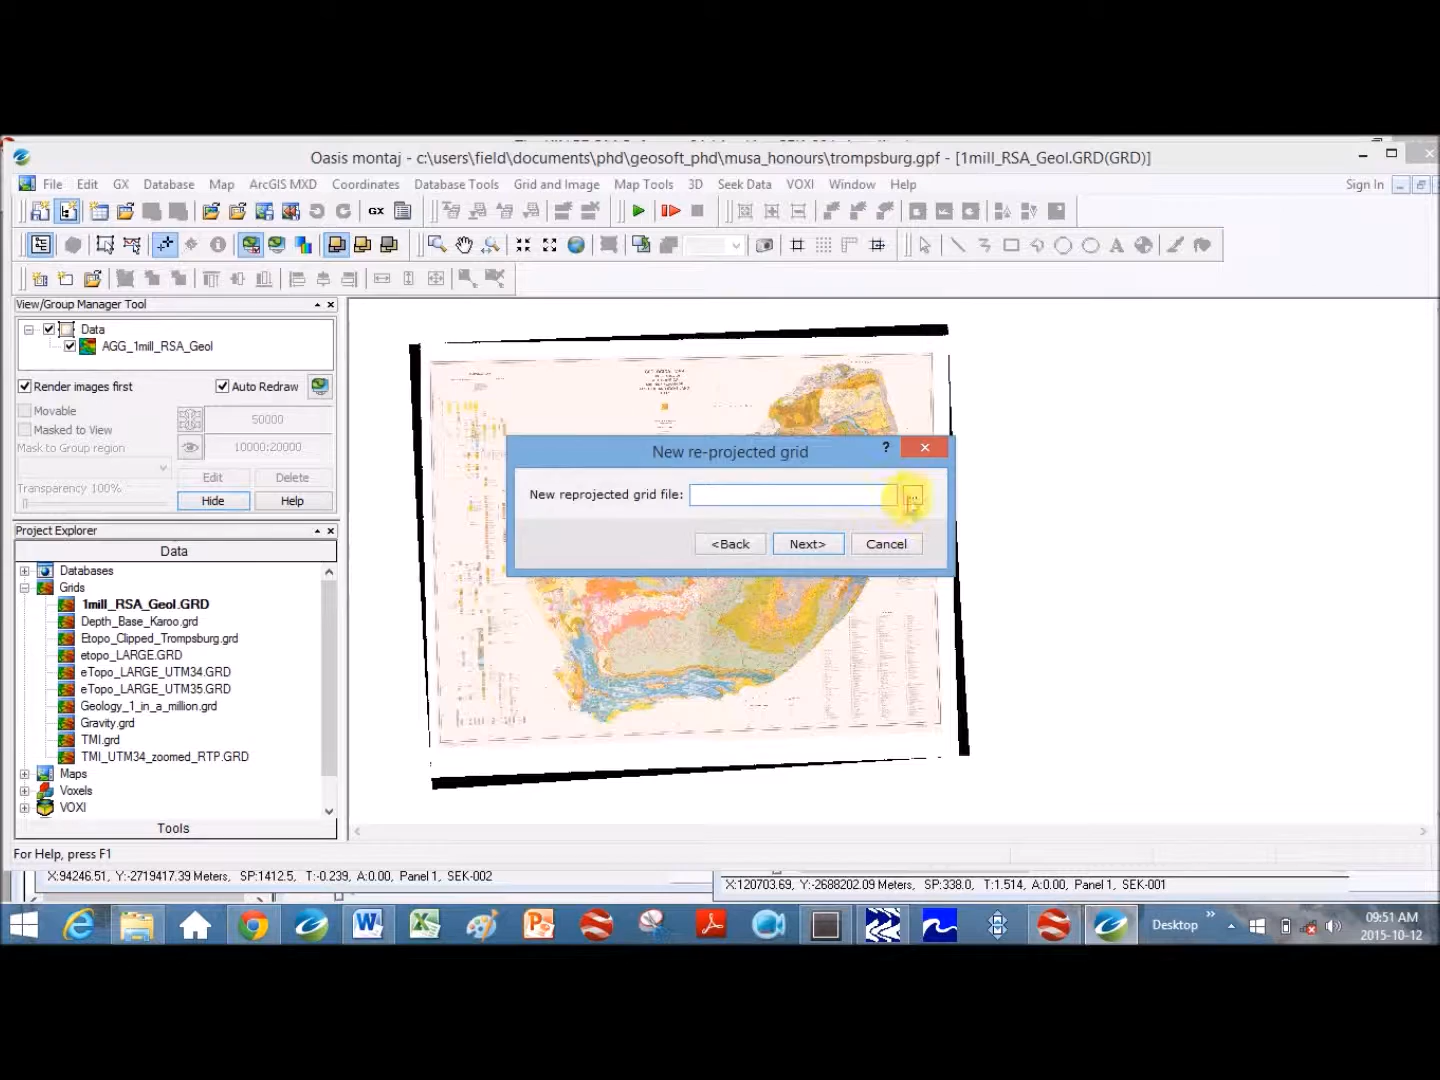 Oasis montaj - c:\users\field\documents\phd\geosoft_phd\musa_honours\trompsburg.gpf - [1mill_RSA_Geol.GRD(GRD)]
File Edit GX Database Map ArcGIS MXD Coordinates Database Tools Grid and Image Map Tools 3D Seek Data VOXI Window Help Sign In
GX
View/Group Manager Tool
Data
AGG_1mill_RSA_Geol
Render images first Auto Redraw
Movable 50000
Masked to View
Mask to Group region 10000:20000
Edit Delete
Transparency 100%
Hide Help
Project Explorer
Data
Databases
Grids
1mill_RSA_Geol.GRD
Depth_Base_Karoo.grd
Etopo_Clipped_Trompsburg.grd
etopo_LARGE.GRD
eTopo_LARGE_UTM34.GRD
eTopo_LARGE_UTM35.GRD
Geology_1_in_a_million.grd
Gravity.grd
TMI.grd
TMI_UTM34_zoomed_RTP.GRD
Maps
Voxels
VOXI
Tools
New re-projected grid
?
New reprojected grid file:
<Back Next> Cancel
For Help, press F1
X:94246.51, Y:-2719417.39 Meters, SP:1412.5, T:-0.239, A:0.00, Panel 1, SEK-002
X:120703.69, Y:-2688202.09 Meters, SP:338.0, T:1.514, A:0.00, Panel 1, SEK-001
Desktop
09:51 AM
2015-10-12